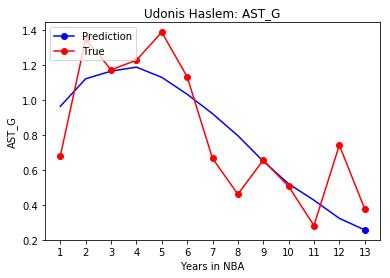 Udonis Haslem: AST_G
Prediction
True
1.4
1.2
1.0
0.8
0.6
0.4
0.2
AST_G
1 2 3 4 5 6 7 8 9 10 11 12 13
Years in NBA